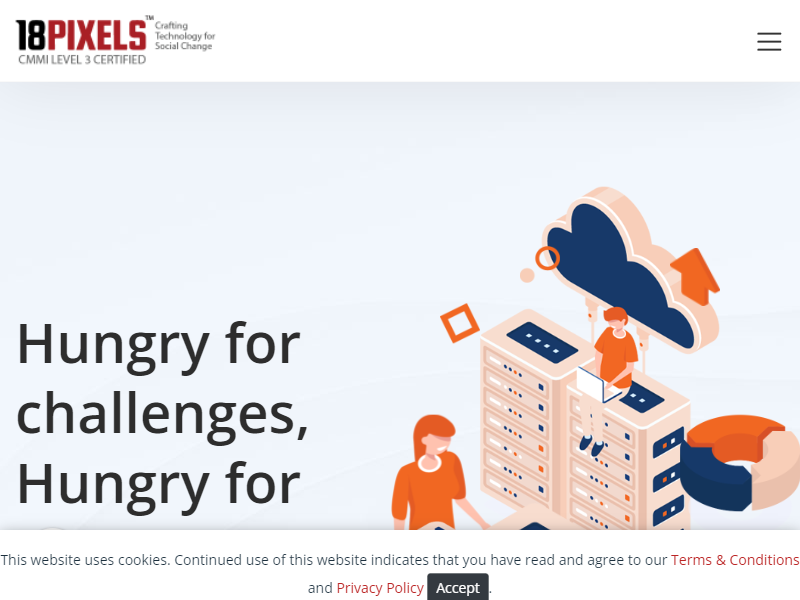 18PIXELS™
Crafting
Technology for
Social Change
CMMI LEVEL 3 CERTIFIED
Hungry for
challenges,
Hungry for
This website uses cookies. Continued use of this website indicates that you have read and agree to our Terms & Conditions
and Privacy Policy Accept.